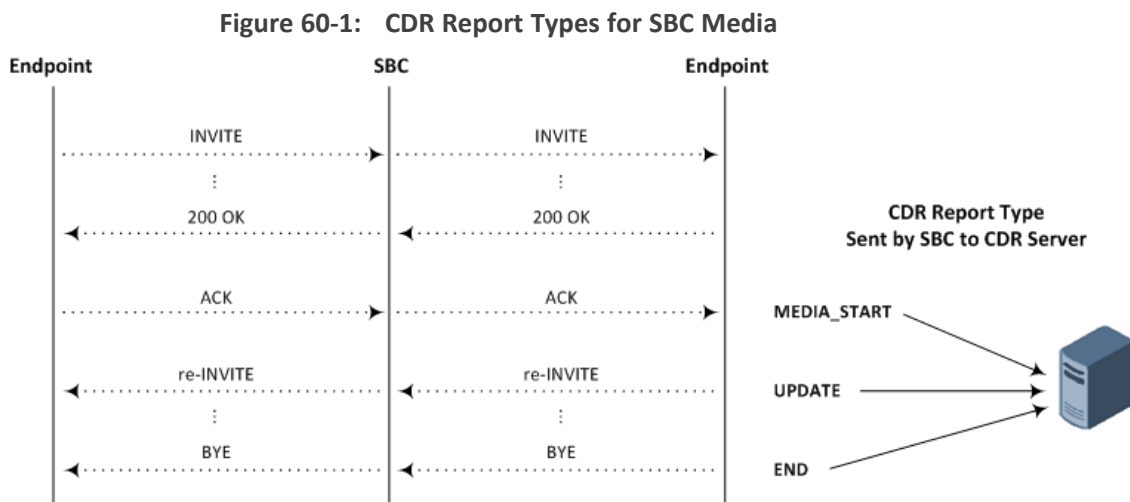 Figure 60-1: CDR Report Types for SBC Media
Endpoint SBC Endpoint
INVITE INVITE
200 OK 200 OK
CDR Report Type
Sent by SBC to CDR Server
ACK ACK
MEDIA_START
re-INVITE re-INVITE
UPDATE
BYE BYE
END